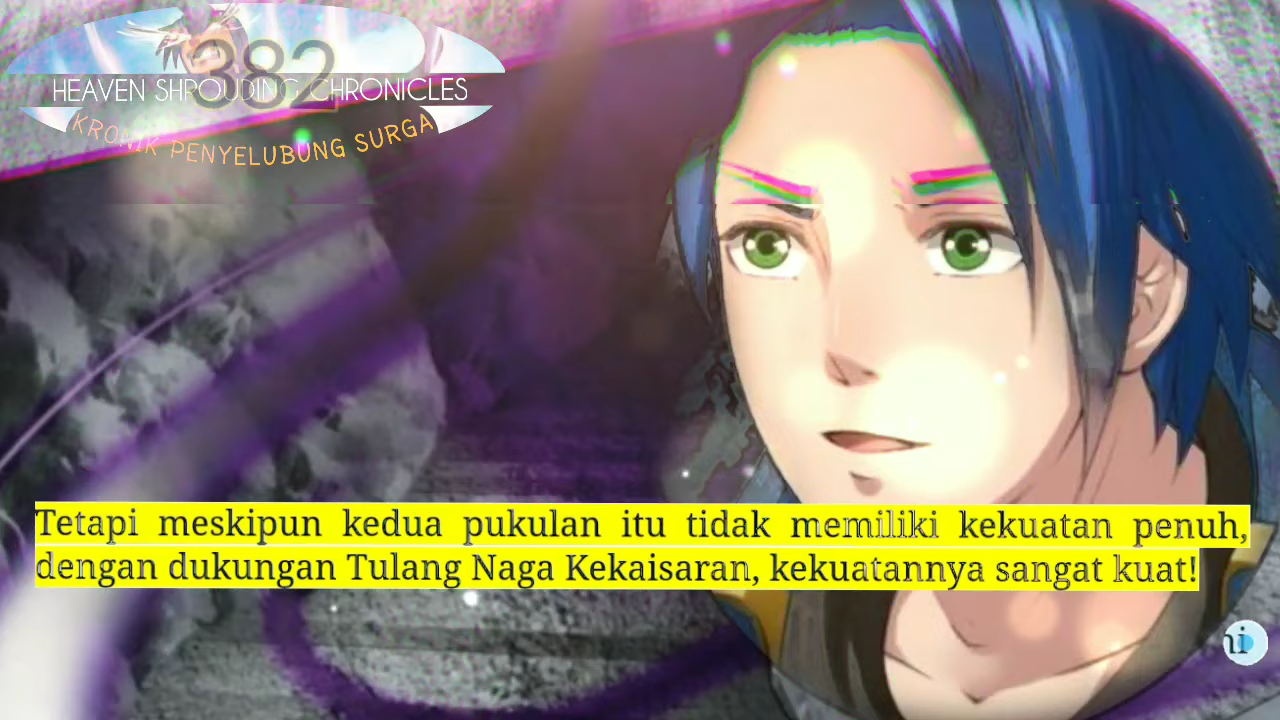 382
HEAVEN SHROUDING CHRONICLES
KRONIK PENYELUBUNG SURGA
Tetapi meskipun kedua pukulan itu tidak memiliki kekuatan penuh,
dengan dukungan Tulang Naga Kekaisaran, kekuatannya sangat kuat!